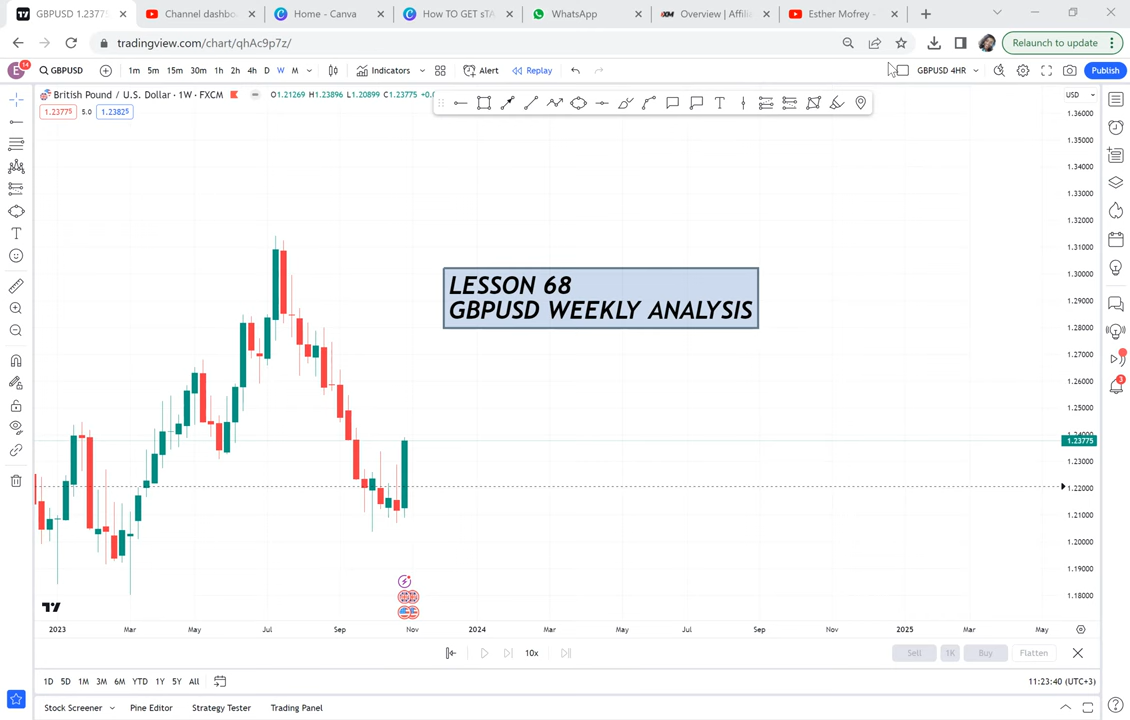 GBPUSD 1.2377
Channel dashbo
Home - Canva
How TO GET sTA
WhatsApp
Overview | Affili
Esther Mofrey -
tradingview.com/chart/qhAc9p7z/
Relaunch to update
E 14 GBPUSD 1m 5m 15m 30m 1h 2h 4h D W M Indicators Alert Replay GBPUSD 4HR Publish
British Pound / U.S. Dollar · 1W · FXCM O1.21269 H1.23896 L1.20899 C1.23775 USD
1.23775 5.0 1.23825
1.36000
1.34000
1.33000
1.32000
1.31000
1.30000
1.29000
1.28000
1.27000
1.26000
1.25000
1.23775
1.23000
1.22000
1.21000
1.20000
1.19000
1.18000
LESSON 68
GBPUSD WEEKLY ANALYSIS
3
2023 Mar May Jul Sep Nov 2024 Mar May Jul Sep Nov 2025 Mar May
10x Sell 1K Buy Flatten
1D 5D 1M 3M 6M YTD 1Y 5Y All 11:23:40 (UTC+3)
Stock Screener Pine Editor Strategy Tester Trading Panel